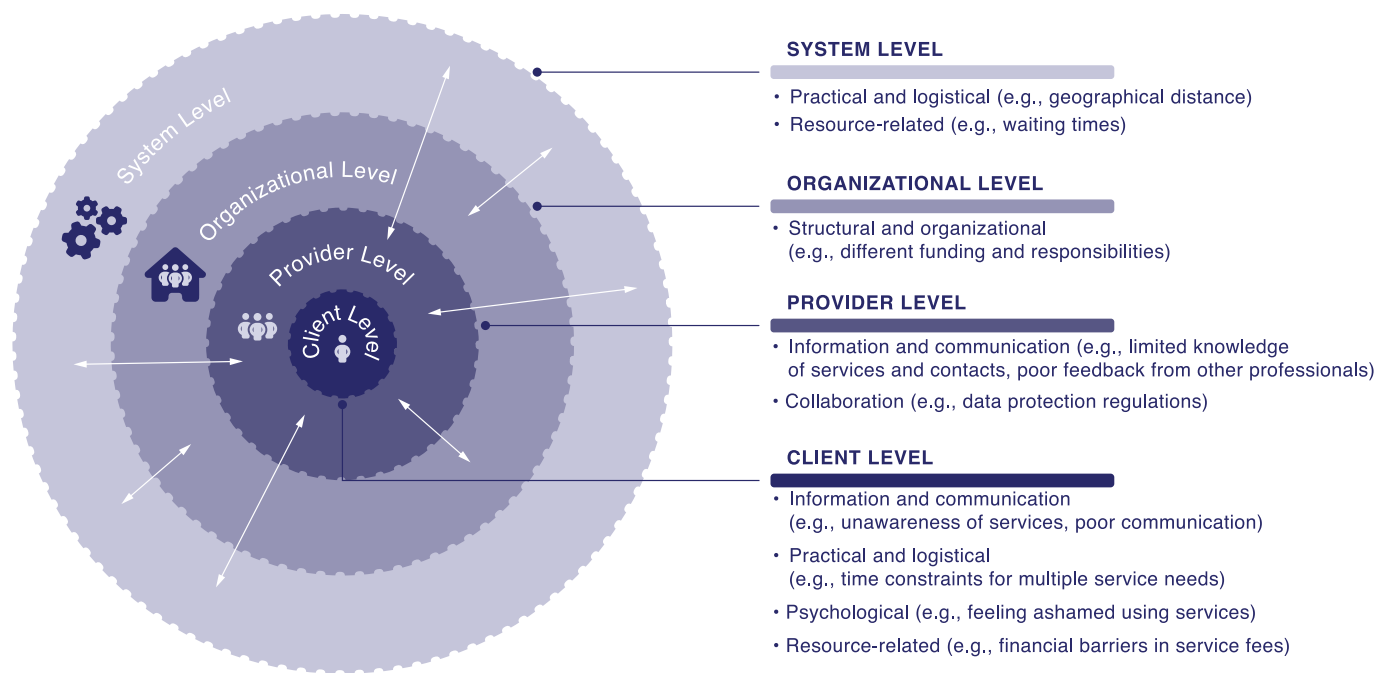 System Level
Organizational Level
Provider Level
Client Level
SYSTEM LEVEL
• Practical and logistical (e.g., geographical distance)
• Resource-related (e.g., waiting times)
ORGANIZATIONAL LEVEL
• Structural and organizational
(e.g., different funding and responsibilities)
PROVIDER LEVEL
• Information and communication (e.g., limited knowledge
of services and contacts, poor feedback from other professionals)
• Collaboration (e.g., data protection regulations)
CLIENT LEVEL
• Information and communication
(e.g., unawareness of services, poor communication)
• Practical and logistical
(e.g., time constraints for multiple service needs)
• Psychological (e.g., feeling ashamed using services)
• Resource-related (e.g., financial barriers in service fees)